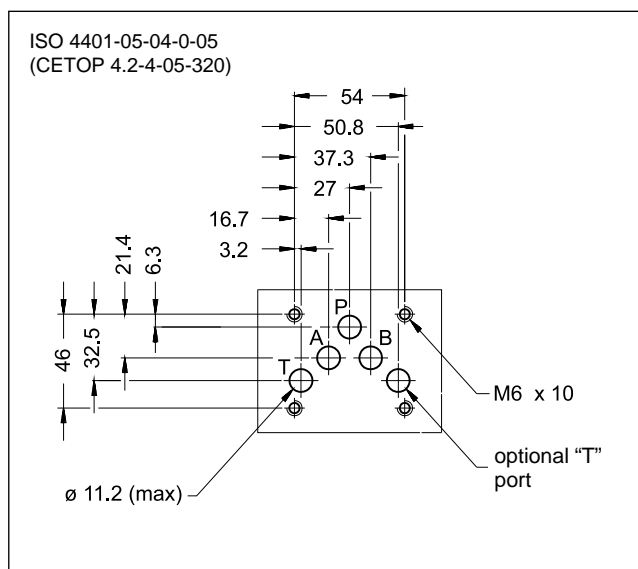 ISO 4401-05-04-0-05
(CETOP 4.2-4-05-320)
54
50.8
37.3
27
16.7
3.2
21.4
6.3
46
32.5
P
A
B
T
M6 x 10
optional “T”
port
ø 11.2 (max)